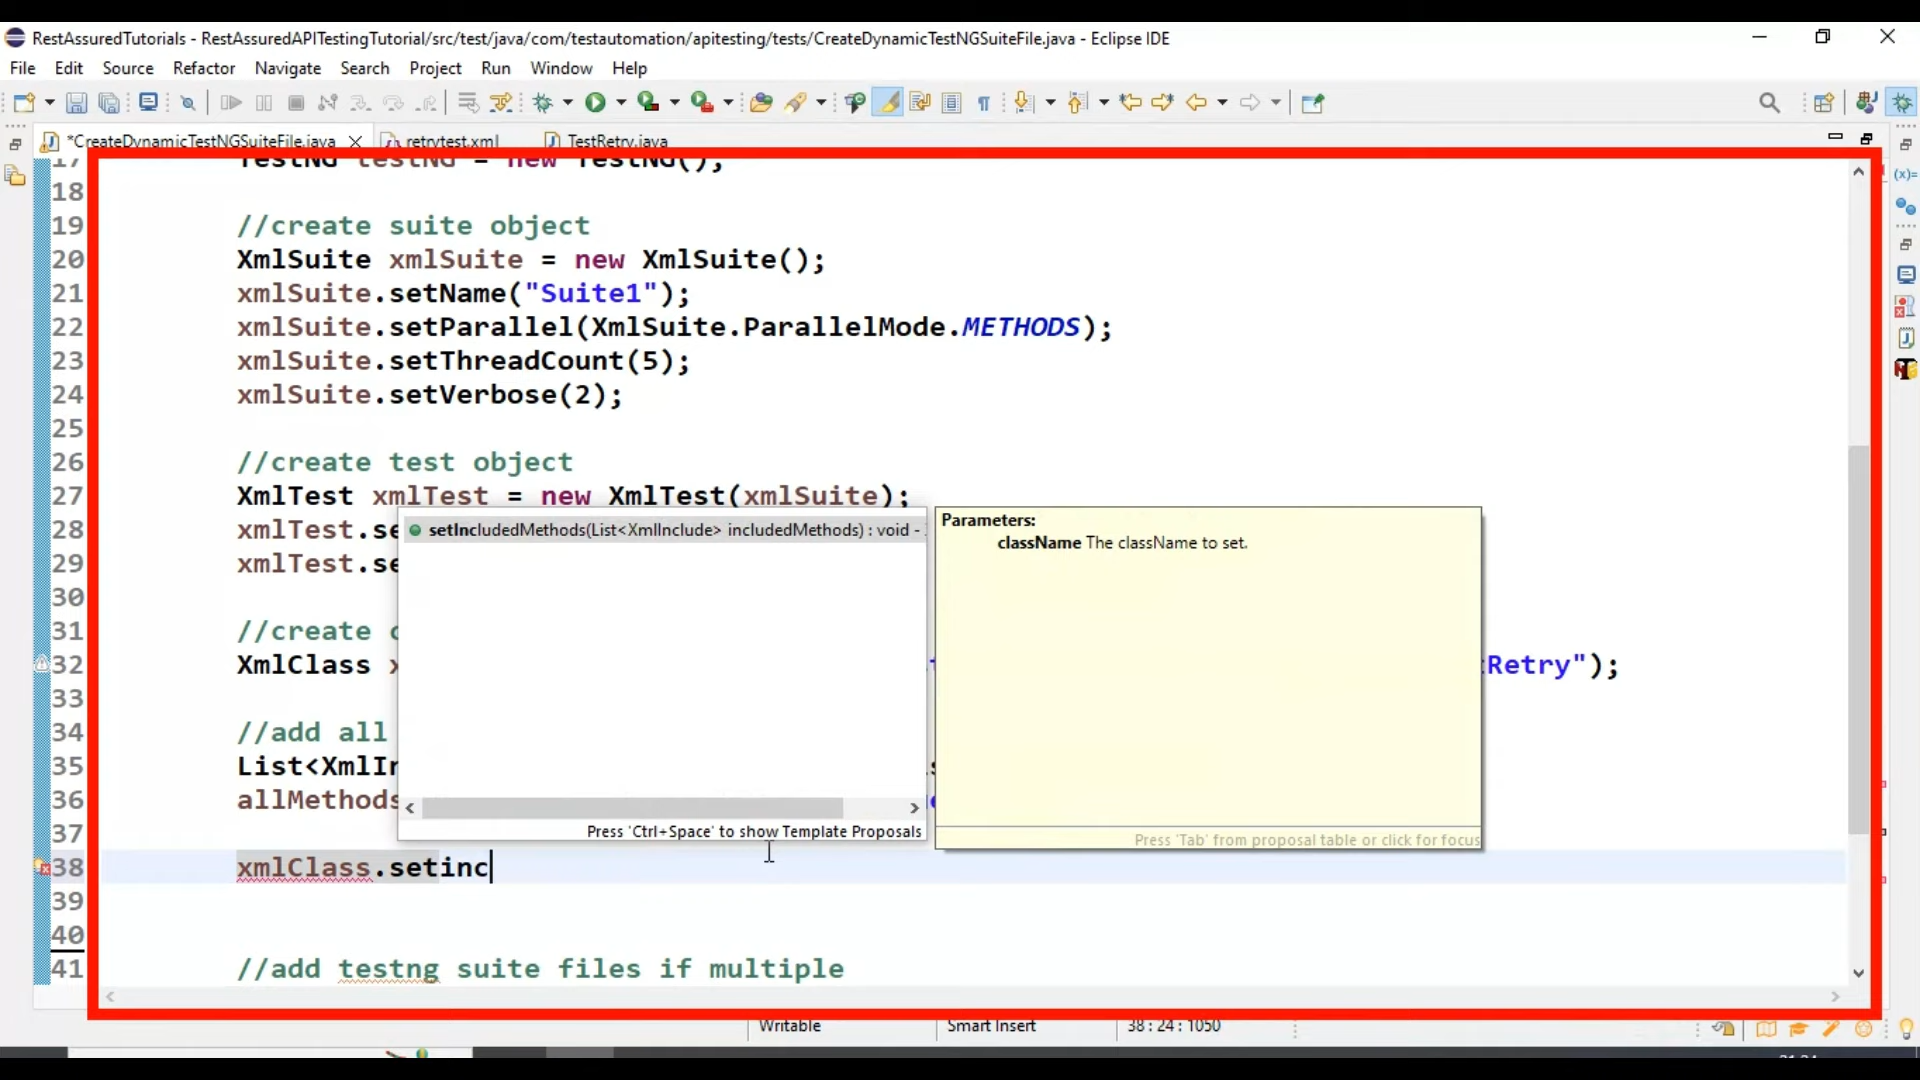 RestAssuredTutorials - RestAssuredAPITestingTutorial/src/test/java/com/testautomation/apitesting/tests/CreateDynamicTestNGSuiteFile.java - Eclipse IDE
File Edit Source Refactor Navigate Search Project Run Window Help
*CreateDynamicTestNGSuiteFile.java retrytest.xml TestRetry.java
17 TestNG testNG = new TestNG();
18
19 //create suite object
20 XmlSuite xmlSuite = new XmlSuite();
21 xmlSuite.setName("Suite1");
22 xmlSuite.setParallel(XmlSuite.ParallelMode.METHODS);
23 xmlSuite.setThreadCount(5);
24 xmlSuite.setVerbose(2);
25
26 //create test object
27 XmlTest xmlTest = new XmlTest(xmlSuite);
28 xmlTest.se
29 xmlTest.se
30
31 //create
32 XmlClass Retry");
33
34 //add all
35 List<XmlIn
36 allMethods
37
38 xmlClass.setinc
39
40
41 //add testng suite files if multiple
setIncludedMethods(List<XmlInclude> includedMethods) : void -
Press 'Ctrl+Space' to show Template Proposals
Parameters:
className The className to set.
Press 'Tab' from proposal table or click for focus
Writable Smart Insert 38 : 24 : 1050